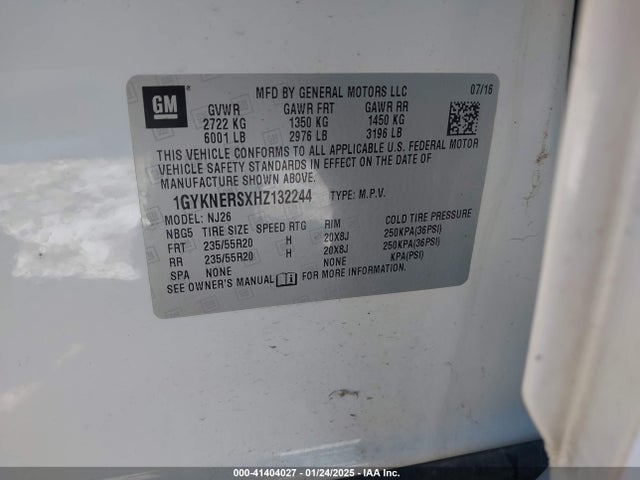 GM
MFD BY GENERAL MOTORS LLC 07/16
GVWR GAWR FRT GAWR RR
2722 KG 1350 KG 1450 KG
6001 LB 2976 LB 3196 LB
THIS VEHICLE CONFORMS TO ALL APPLICABLE U.S. FEDERAL MOTOR
VEHICLE SAFETY STANDARDS IN EFFECT ON THE DATE OF
MANUFACTURE SHOWN ABOVE.
1GYKNERSXHZ132244 TYPE: M.P.V.
MODEL: NJ26
NBG5 TIRE SIZE SPEED RTG RIM COLD TIRE PRESSURE
FRT 235/55R20 H 20X8J 250KPA(36PSI)
RR 235/55R20 H 20X8J 250KPA(36PSI)
SPA NONE NONE KPA(PSI)
SEE OWNER'S MANUAL FOR MORE INFORMATION.
000-41404027 - 01/24/2025 - IAA Inc.